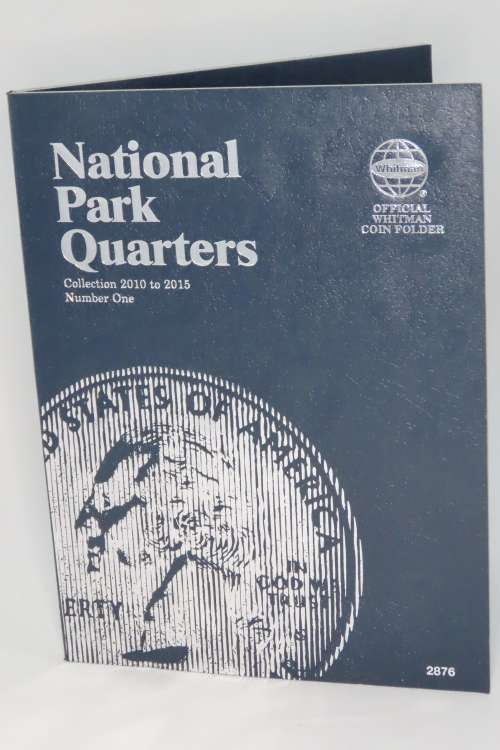 National
Park
Quarters
Collection 2010 to 2015
Number One
Whitman
®
OFFICIAL
WHITMAN
COIN FOLDER
D STATES OF AMERICA
IN
GOD WE
TRUST
ERTY
S
2876